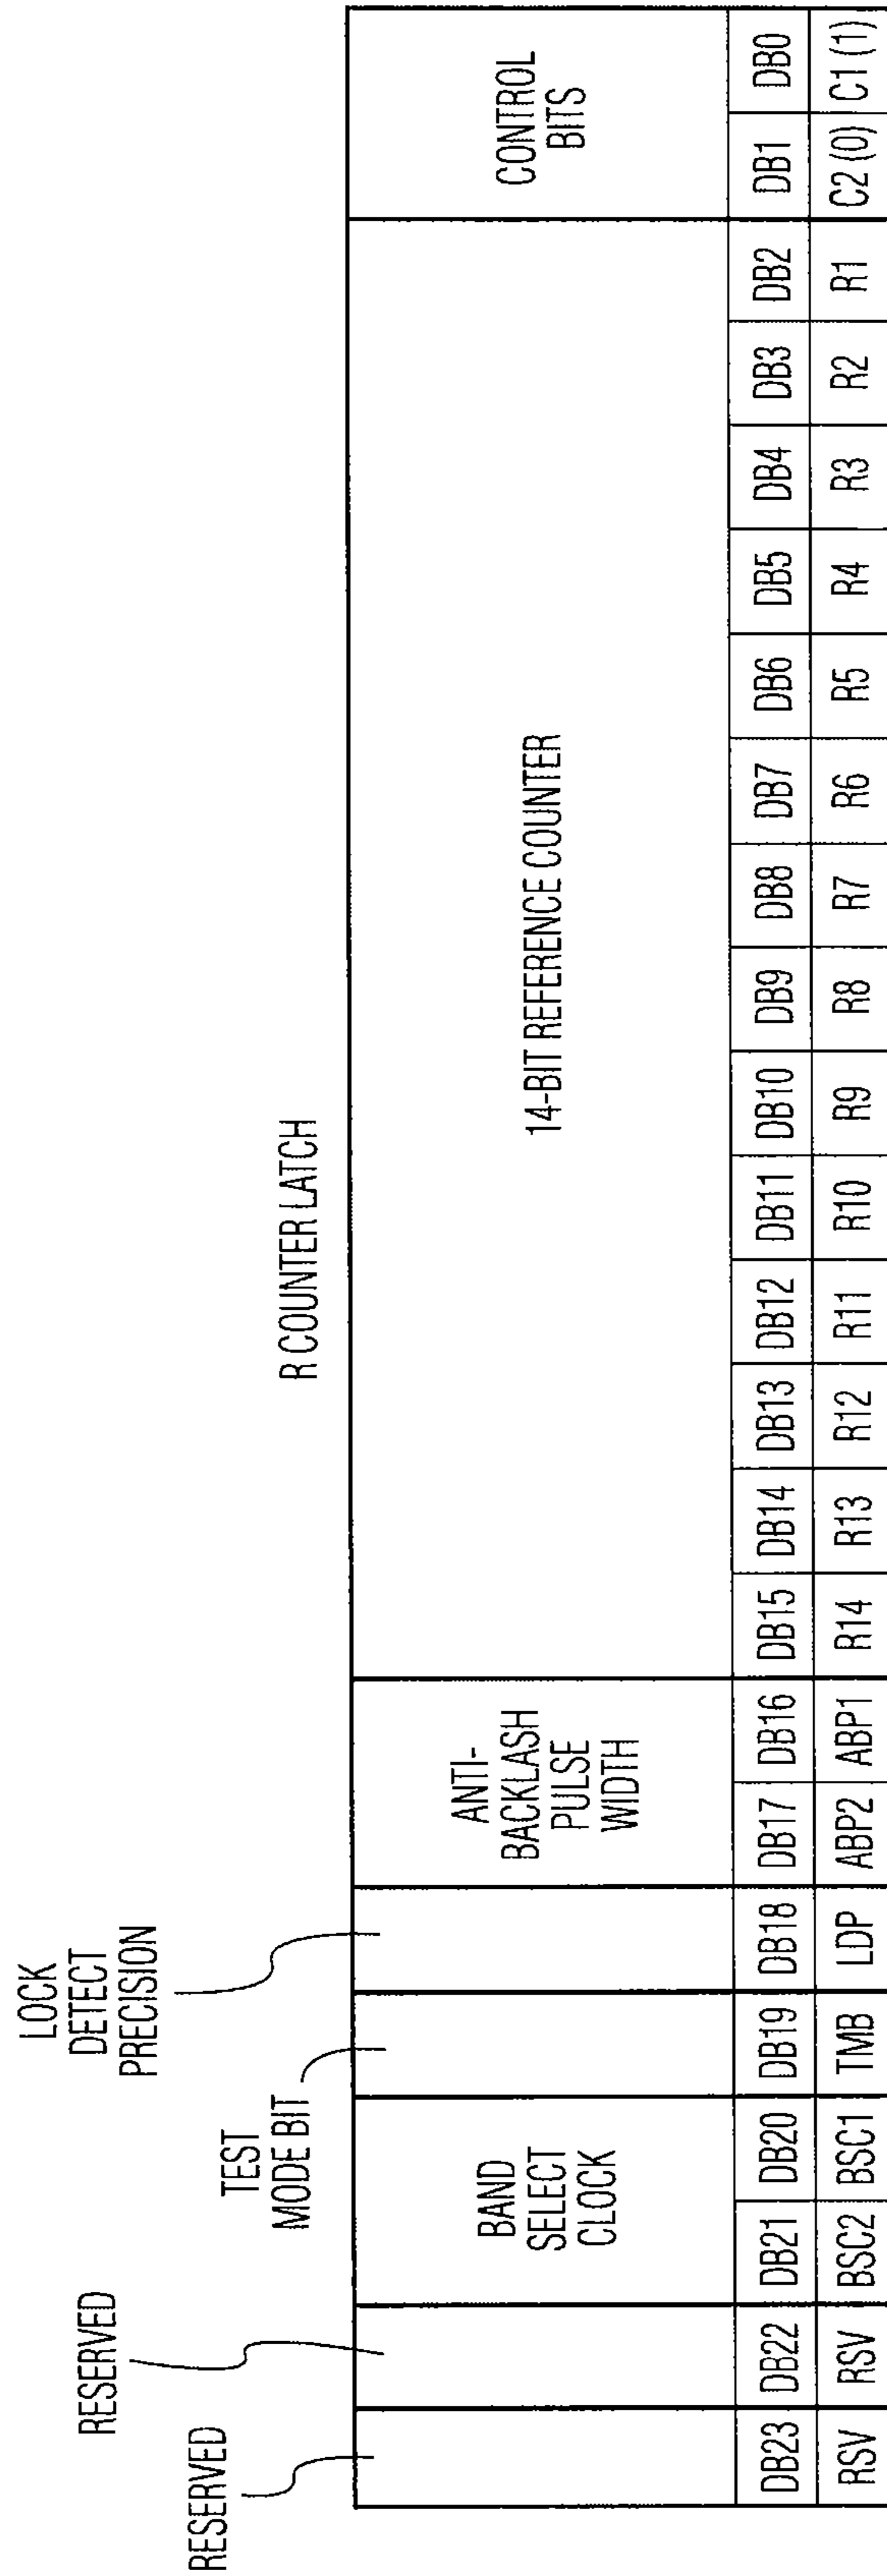 R COUNTER LATCH
RESERVED
RESERVED
TEST
MODE BIT
LOCK
DETECT
PRECISION
BAND
SELECT
CLOCK
ANTI-
BACKLASH
PULSE
WIDTH
14-BIT REFERENCE COUNTER
CONTROL
BITS
DB23 DB22 DB21 DB20 DB19 DB18 DB17 DB16 DB15 DB14 DB13 DB12 DB11 DB10 DB9 DB8 DB7 DB6 DB5 DB4 DB3 DB2 DB1 DB0
RSV RSV BSC2 BSC1 TMB LDP ABP2 ABP1 R14 R13 R12 R11 R10 R9 R8 R7 R6 R5 R4 R3 R2 R1 C2 (0) C1 (1)